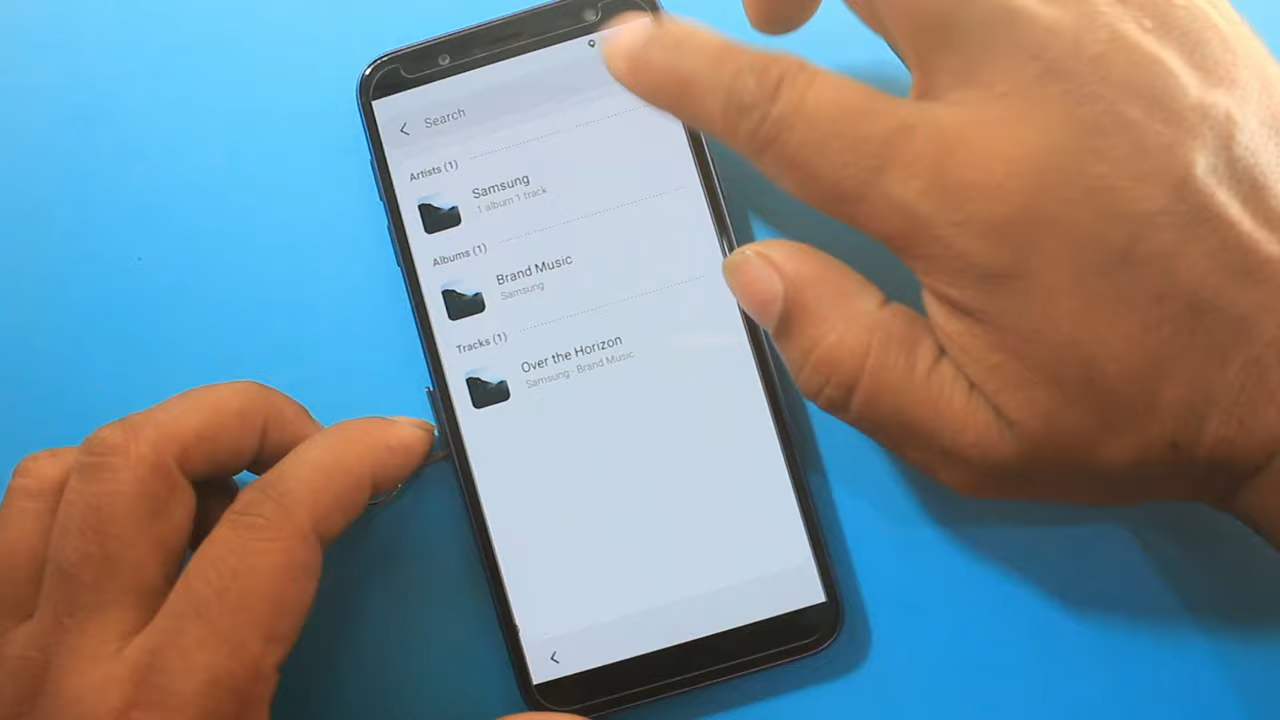 Search
Artists (1)
Samsung
1 album 1 track
Albums (1)
Brand Music
Samsung
Tracks (1)
Over the Horizon
Samsung - Brand Music